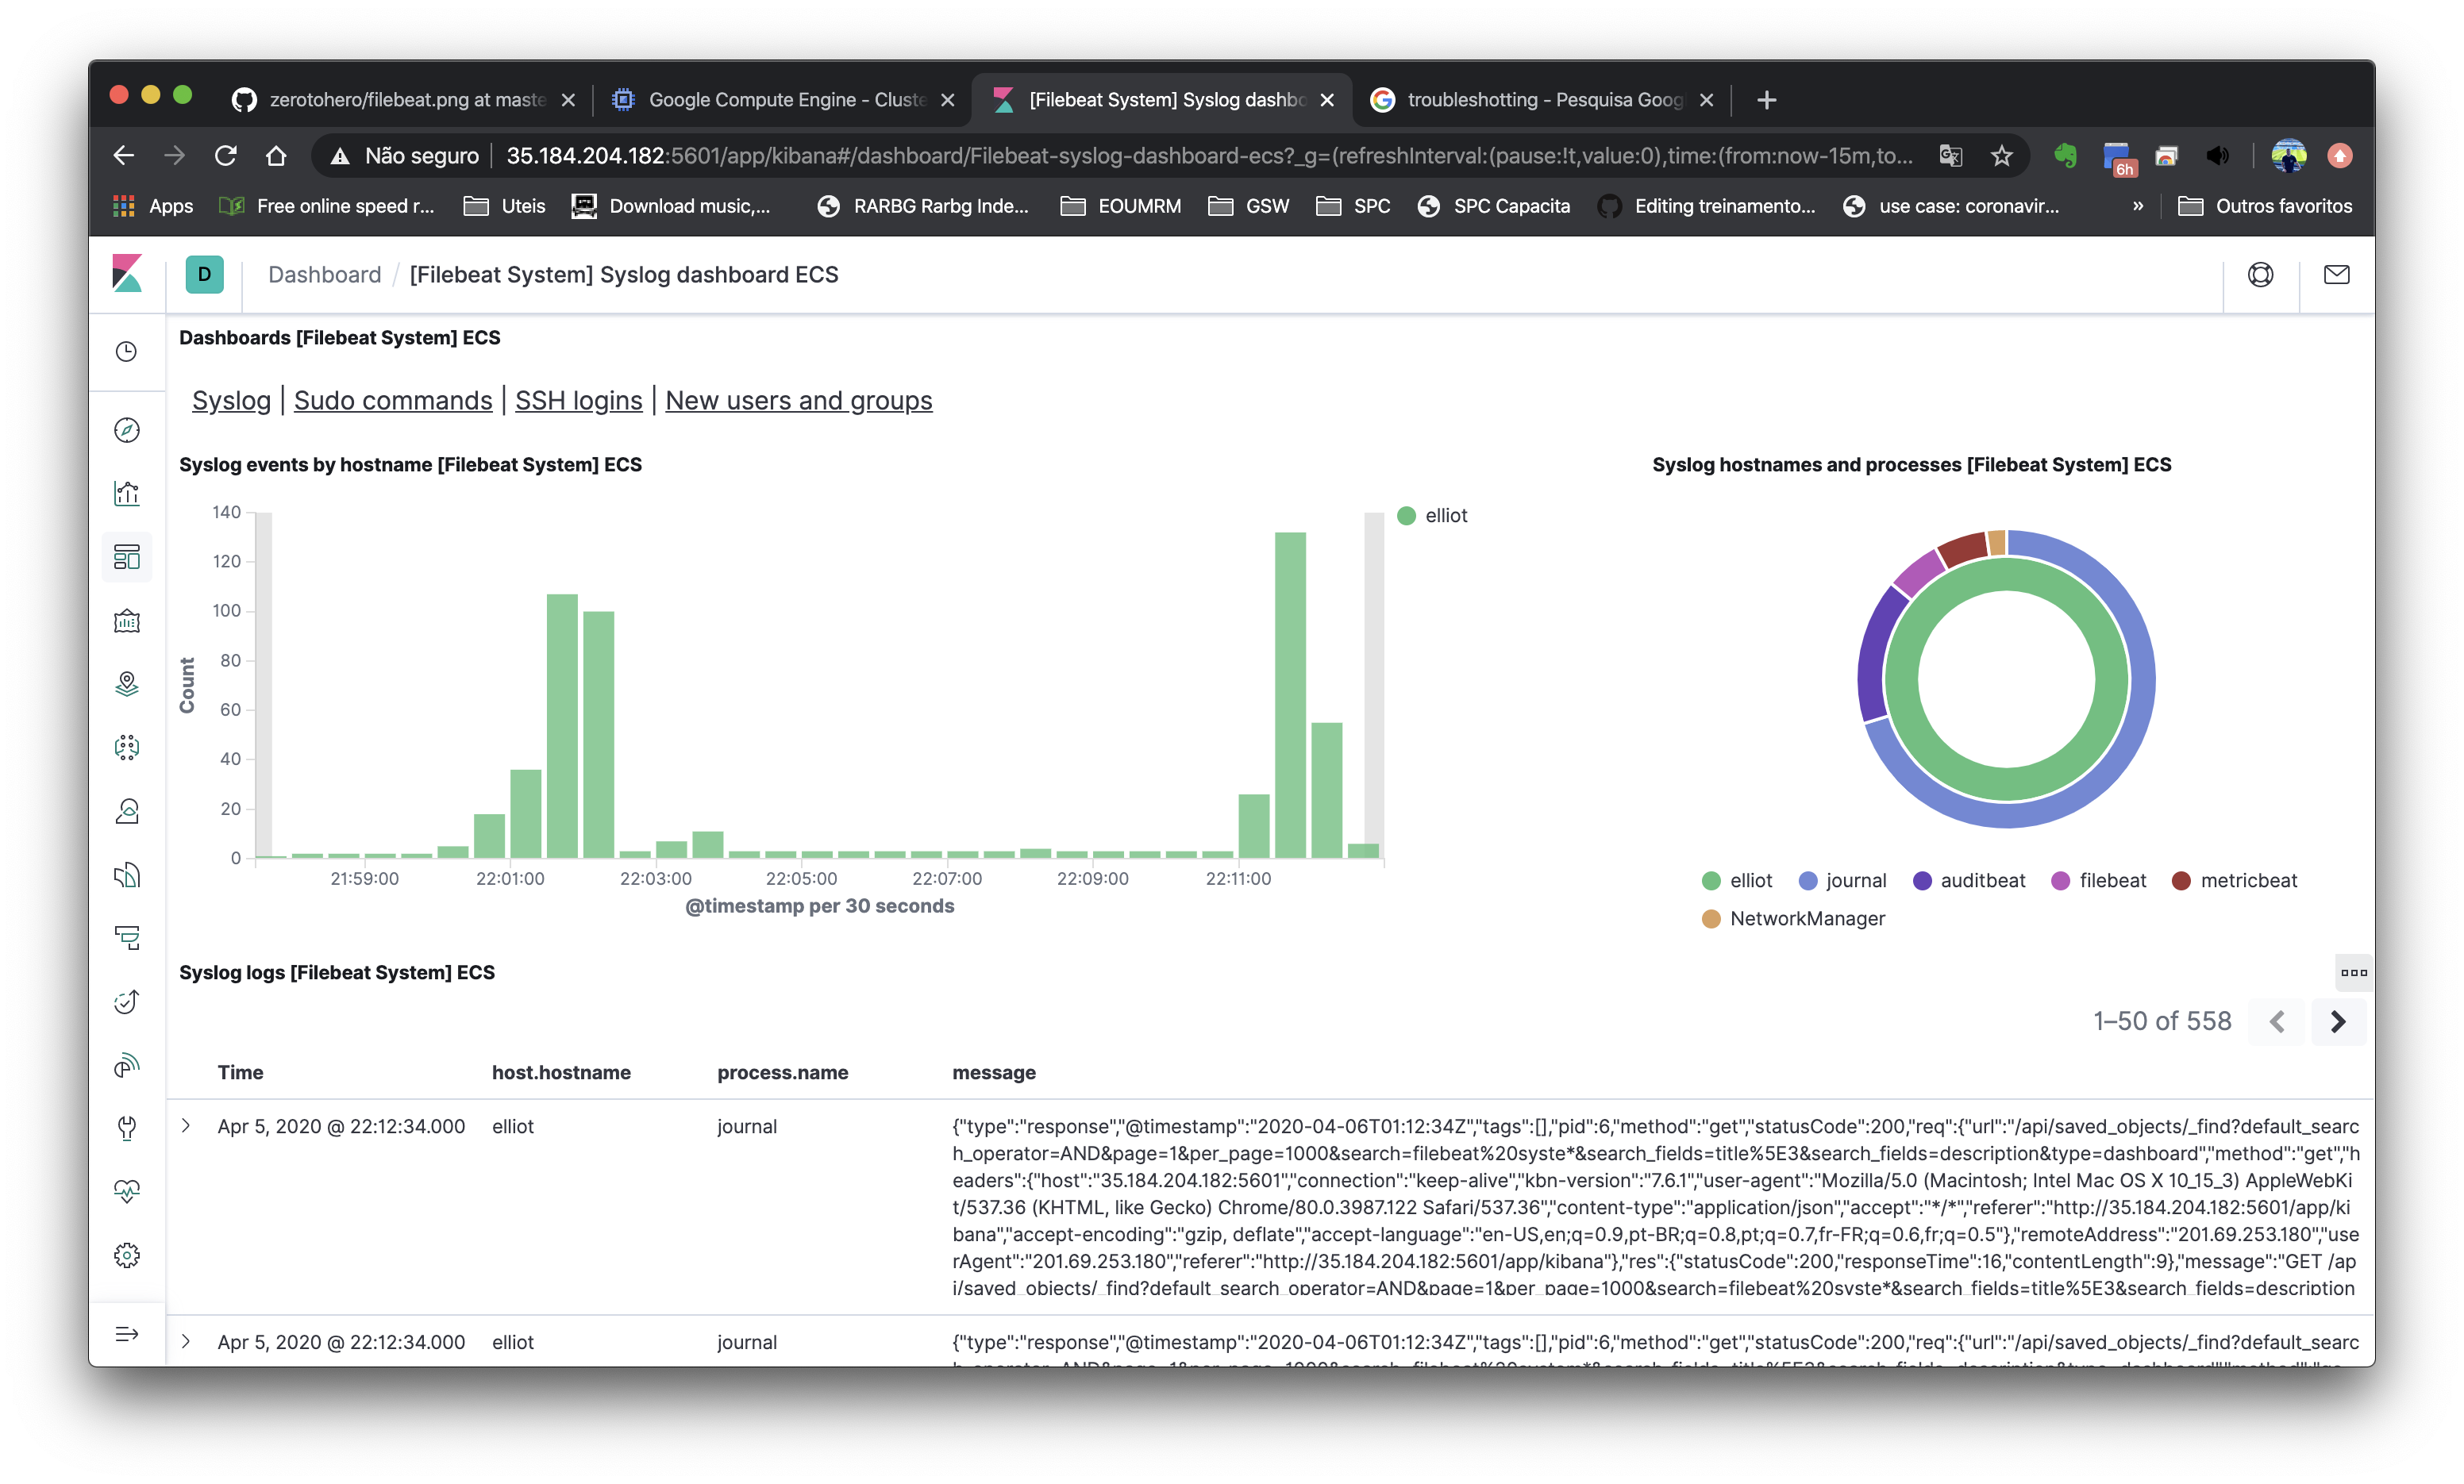 zerotohero/filebeat.png at maste
Google Compute Engine - Cluste
[Filebeat System] Syslog dashbo
troubleshotting - Pesquisa Goog
Não seguro
35.184.204.182:5601/app/kibana#/dashboard/Filebeat-syslog-dashboard-ecs?_g=(refreshInterval:(pause:!t,value:0),time:(from:now-15m,to...
6h
Apps
Free online speed r...
Uteis
Download music,...
RARBG Rarbg Inde...
EOUMRM
GSW
SPC
SPC Capacita
Editing treinamento...
use case: coronavir...
»
Outros favoritos
D
Dashboard / [Filebeat System] Syslog dashboard ECS
Dashboards [Filebeat System] ECS
Syslog | Sudo commands | SSH logins | New users and groups
Syslog events by hostname [Filebeat System] ECS
140
120
100
80
60
40
20
0
Count
21:59:00 22:01:00 22:03:00 22:05:00 22:07:00 22:09:00 22:11:00
@timestamp per 30 seconds
elliot
Syslog hostnames and processes [Filebeat System] ECS
elliot journal auditbeat filebeat metricbeat
NetworkManager
Syslog logs [Filebeat System] ECS
1–50 of 558
Time host.hostname process.name message
Apr 5, 2020 @ 22:12:34.000 elliot journal {"type":"response","@timestamp":"2020-04-06T01:12:34Z","tags":[],"pid":6,"method":"get","statusCode":200,"req":{"url":"/api/saved_objects/_find?default_searc
h_operator=AND&page=1&per_page=1000&search=filebeat%20syste*&search_fields=title%5E3&search_fields=description&type=dashboard","method":"get","h
eaders":{"host":"35.184.204.182:5601","connection":"keep-alive","kbn-version":"7.6.1","user-agent":"Mozilla/5.0 (Macintosh; Intel Mac OS X 10_15_3) AppleWebKi
t/537.36 (KHTML, like Gecko) Chrome/80.0.3987.122 Safari/537.36","content-type":"application/json","accept":"*/*","referer":"http://35.184.204.182:5601/app/ki
bana","accept-encoding":"gzip, deflate","accept-language":"en-US,en;q=0.9,pt-BR;q=0.8,pt;q=0.7,fr-FR;q=0.6,fr;q=0.5"},"remoteAddress":"201.69.253.180","use
rAgent":"201.69.253.180","referer":"http://35.184.204.182:5601/app/kibana"},"res":{"statusCode":200,"responseTime":16,"contentLength":9},"message":"GET /ap
i/saved_objects/_find?default_search_operator=AND&page=1&per_page=1000&search=filebeat%20syste*&search_fields=title%5E3&search_fields=description
Apr 5, 2020 @ 22:12:34.000 elliot journal {"type":"response","@timestamp":"2020-04-06T01:12:34Z","tags":[],"pid":6,"method":"get","statusCode":200,"req":{"url":"/api/saved_objects/_find?default_searc